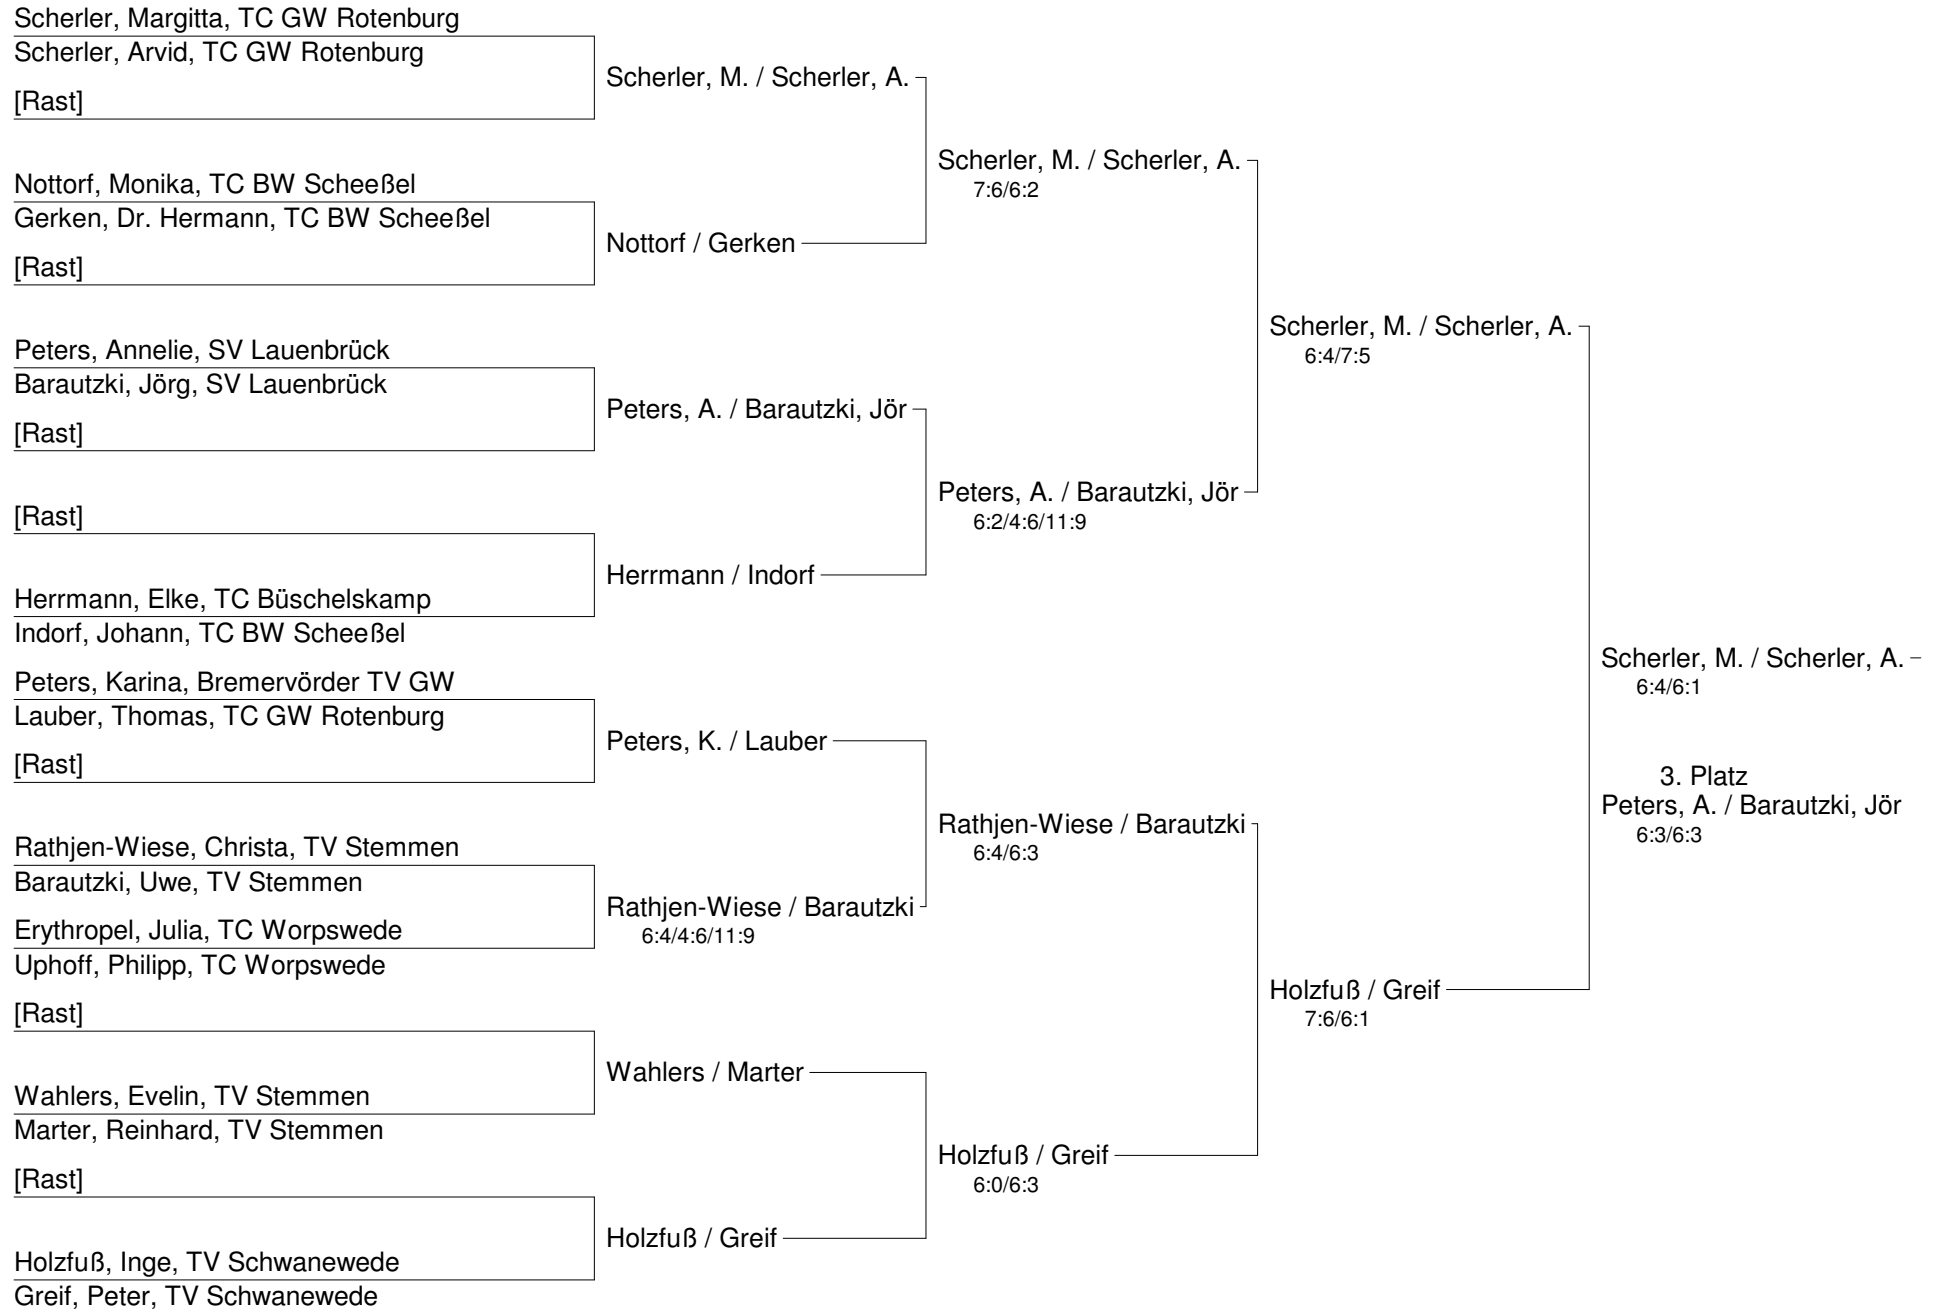 Scherler, Margitta, TC GW Rotenburg
Scherler, Arvid, TC GW Rotenburg
[Rast]
Nottorf, Monika, TC BW Scheeßel
Gerken, Dr. Hermann, TC BW Scheeßel
[Rast]
Peters, Annelie, SV Lauenbrück
Barautzki, Jörg, SV Lauenbrück
[Rast]
[Rast]
Herrmann, Elke, TC Büschelskamp
Indorf, Johann, TC BW Scheeßel
Peters, Karina, Bremervörder TV GW
Lauber, Thomas, TC GW Rotenburg
[Rast]
Rathjen-Wiese, Christa, TV Stemmen
Barautzki, Uwe, TV Stemmen
Erythropel, Julia, TC Worpswede
Uphoff, Philipp, TC Worpswede
[Rast]
Wahlers, Evelin, TV Stemmen
Marter, Reinhard, TV Stemmen
[Rast]
Holzfuß, Inge, TV Schwanewede
Greif, Peter, TV Schwanewede
Scherler, M. / Scherler, A.
Nottorf / Gerken
Peters, A. / Barautzki, Jör
Herrmann / Indorf
Peters, K. / Lauber
Rathjen-Wiese / Barautzki
6:4/4:6/11:9
Wahlers / Marter
Holzfuß / Greif
Scherler, M. / Scherler, A.
7:6/6:2
Peters, A. / Barautzki, Jör
6:2/4:6/11:9
Rathjen-Wiese / Barautzki
6:4/6:3
Holzfuß / Greif
6:0/6:3
Scherler, M. / Scherler, A.
6:4/7:5
Holzfuß / Greif
7:6/6:1
Scherler, M. / Scherler, A.
6:4/6:1
3. Platz
Peters, A. / Barautzki, Jör
6:3/6:3